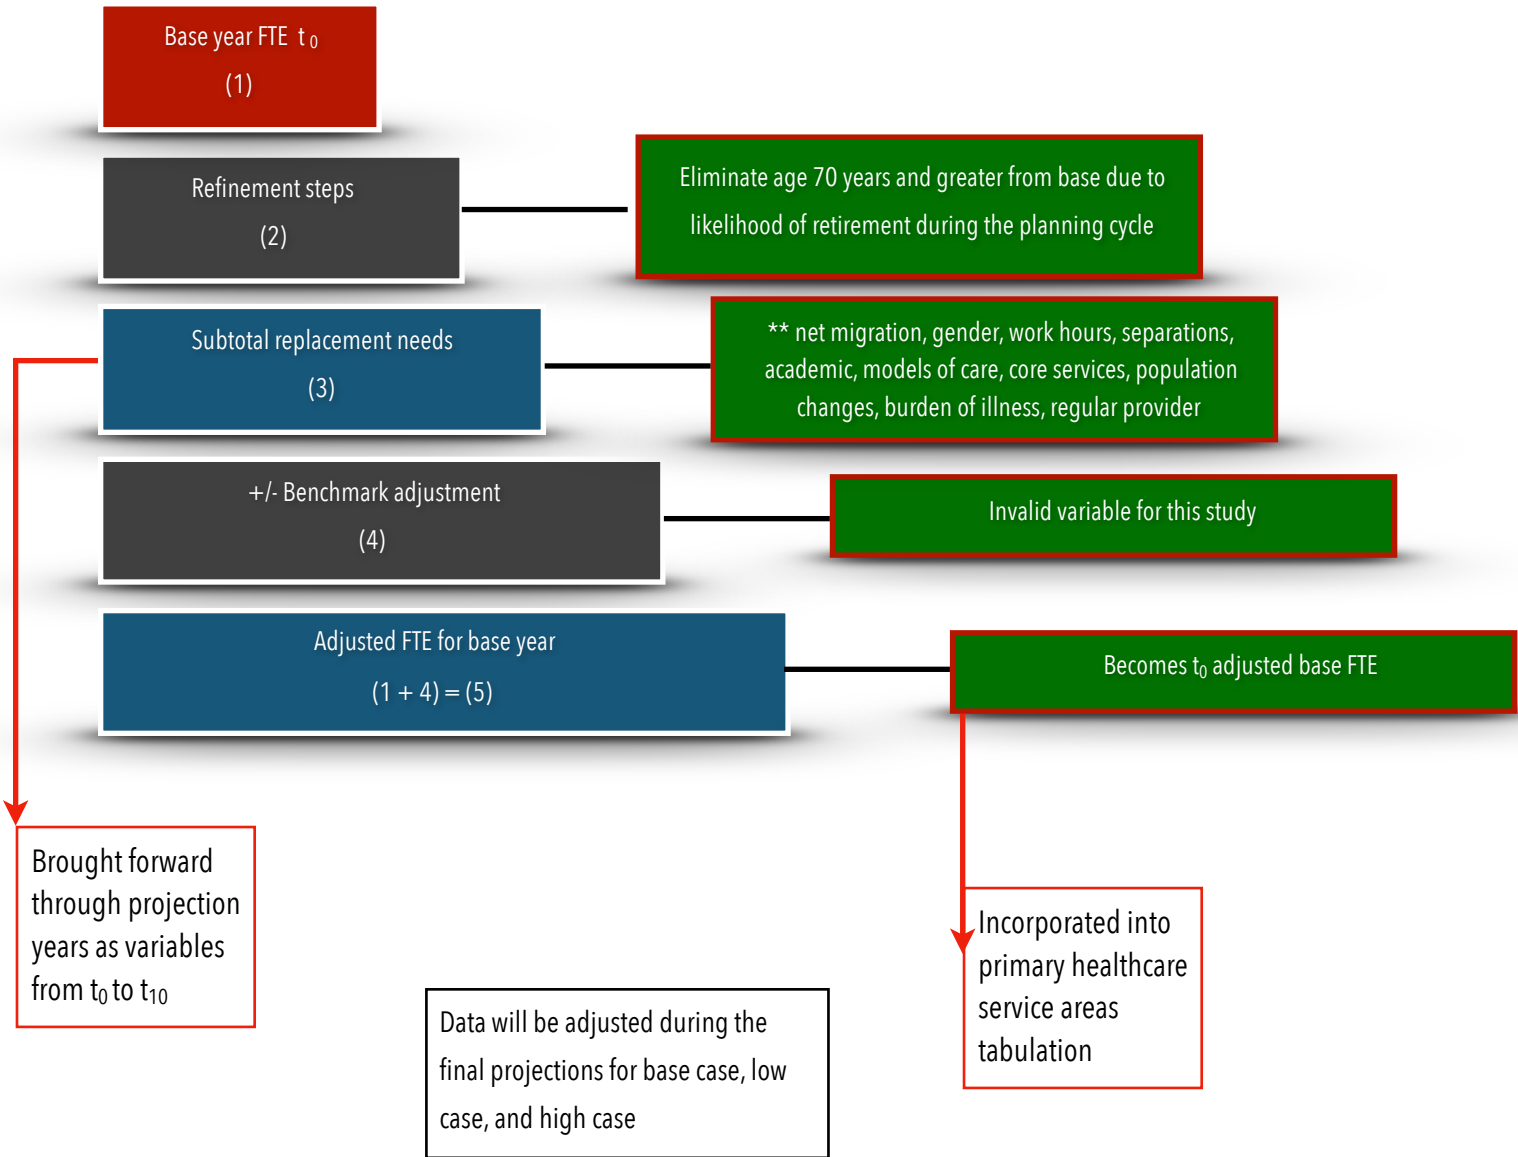 Base year FTE t₀
(1)
Refinement steps
(2)
Eliminate age 70 years and greater from base due to
likelihood of retirement during the planning cycle
Subtotal replacement needs
(3)
** net migration, gender, work hours, separations,
academic, models of care, core services, population
changes, burden of illness, regular provider
+/- Benchmark adjustment
(4)
Invalid variable for this study
Adjusted FTE for base year
(1 + 4) = (5)
Becomes t₀ adjusted base FTE
Brought forward
through projection
years as variables
from t₀ to t₁₀
Incorporated into
primary healthcare
service areas
tabulation
Data will be adjusted during the
final projections for base case, low
case, and high case